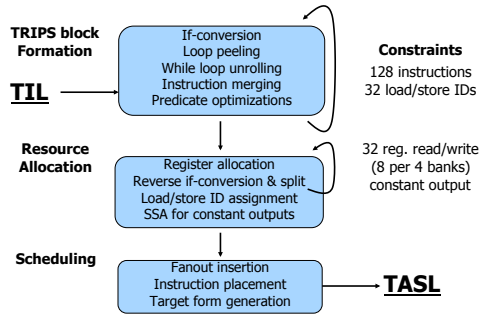 TRIPS block
Formation
If-conversion
Loop peeling
While loop unrolling
Instruction merging
Predicate optimizations
Constraints
128 instructions
32 load/store IDs
TIL
Resource
Allocation
Register allocation
Reverse if-conversion & split
Load/store ID assignment
SSA for constant outputs
32 reg. read/write
(8 per 4 banks)
constant output
Scheduling
Fanout insertion
Instruction placement
Target form generation
TASL